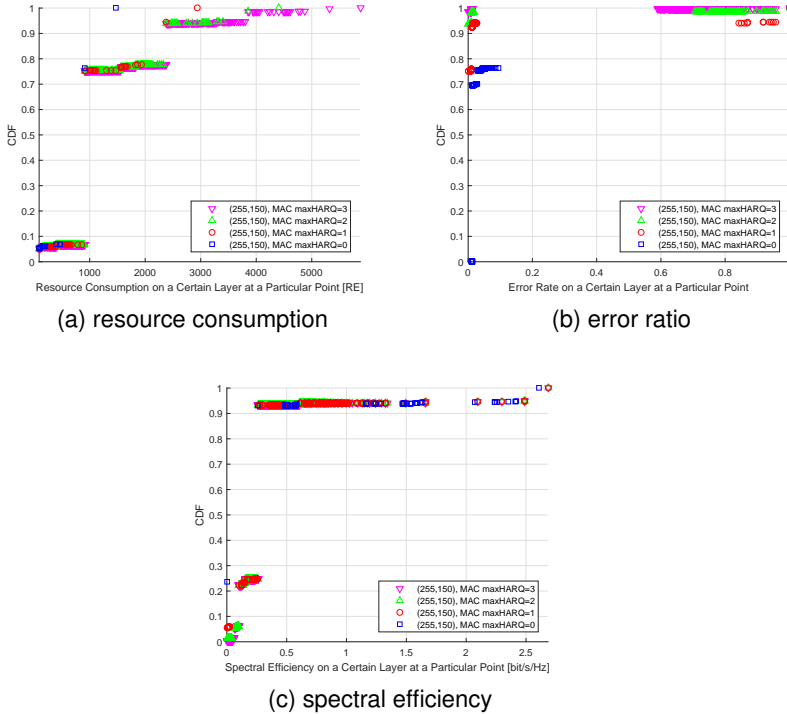 1
0.9
0.8
0.7
0.6
0.5
0.4
0.3
0.2
0.1
0
CDF
(255,150), MAC maxHARQ=3
(255,150), MAC maxHARQ=2
(255,150), MAC maxHARQ=1
(255,150), MAC maxHARQ=0
1000 2000 3000 4000 5000
Resource Consumption on a Certain Layer at a Particular Point [RE]
(a) resource consumption
1
0.9
0.8
0.7
0.6
0.5
0.4
0.3
0.2
0.1
0
CDF
(255,150), MAC maxHARQ=3
(255,150), MAC maxHARQ=2
(255,150), MAC maxHARQ=1
(255,150), MAC maxHARQ=0
0 0.2 0.4 0.6 0.8
Error Rate on a Certain Layer at a Particular Point
(b) error ratio
1
0.9
0.8
0.7
0.6
0.5
0.4
0.3
0.2
0.1
0
CDF
(255,150), MAC maxHARQ=3
(255,150), MAC maxHARQ=2
(255,150), MAC maxHARQ=1
(255,150), MAC maxHARQ=0
0 0.5 1 1.5 2 2.5
Spectral Efficiency on a Certain Layer at a Particular Point [bit/s/Hz]
(c) spectral efficiency